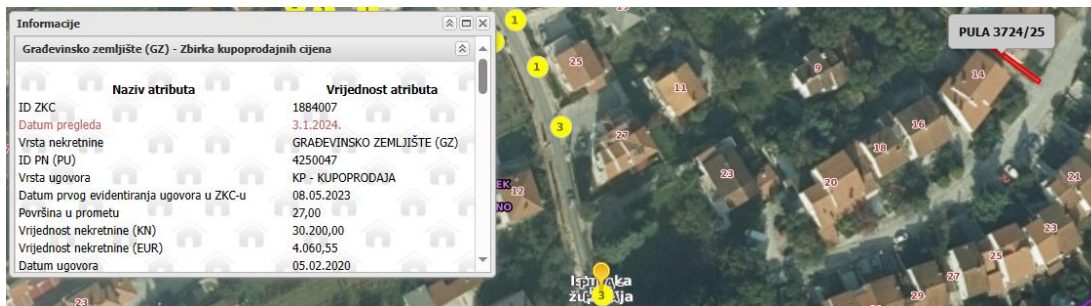 Informacije
Građevinsko zemljište (GZ) - Zbirka kupoprodajnih cijena
Naziv atributa Vrijednost atributa
ID ZKC 1884007
Datum pregleda 3.1.2024.
Vrsta nekretnine GRAĐEVINSKO ZEMLJIŠTE (GZ)
ID PN (PU) 4250047
Vrsta ugovora KP - KUPOPRODAJA
Datum prvog evidentiranja ugovora u ZKC-u 08.05.2023
Površina u prometu 27,00
Vrijednost nekretnine (KN) 30.200,00
Vrijednost nekretnine (EUR) 4.060,55
Datum ugovora 05.02.2020
PULA 3724/25
1
1
3
25
11
9
14
16
27
18
23
20
12
21
23
25
27
29
23
3